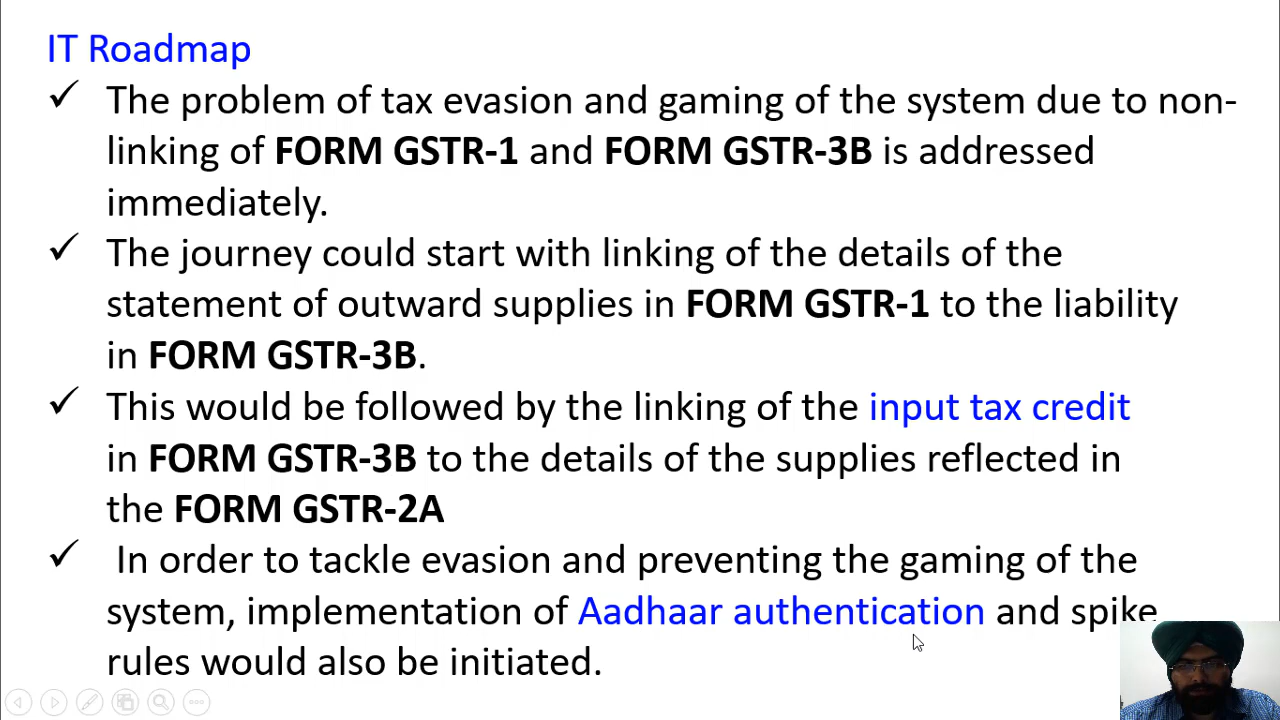 IT Roadmap
✓ The problem of tax evasion and gaming of the system due to non-
linking of FORM GSTR-1 and FORM GSTR-3B is addressed
immediately.
✓ The journey could start with linking of the details of the
statement of outward supplies in FORM GSTR-1 to the liability
in FORM GSTR-3B.
✓ This would be followed by the linking of the input tax credit
in FORM GSTR-3B to the details of the supplies reflected in
the FORM GSTR-2A
✓ In order to tackle evasion and preventing the gaming of the
system, implementation of Aadhaar authentication and spike
rules would also be initiated.